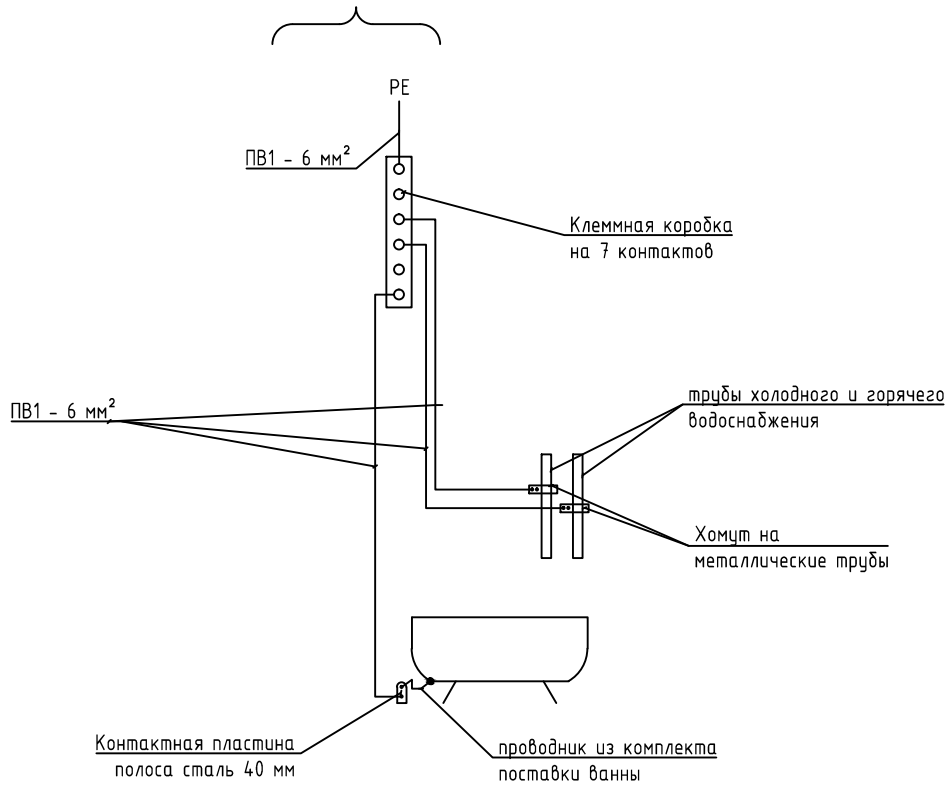 PE
ПВ1 - 6 мм²
Клеммная коробка
на 7 контактов
ПВ1 - 6 мм²
трубы холодного и горячего
водоснабжения
Хомут на
металлические трубы
Контактная пластина
полоса сталь 40 мм
проводник из комплекта
поставки ванны